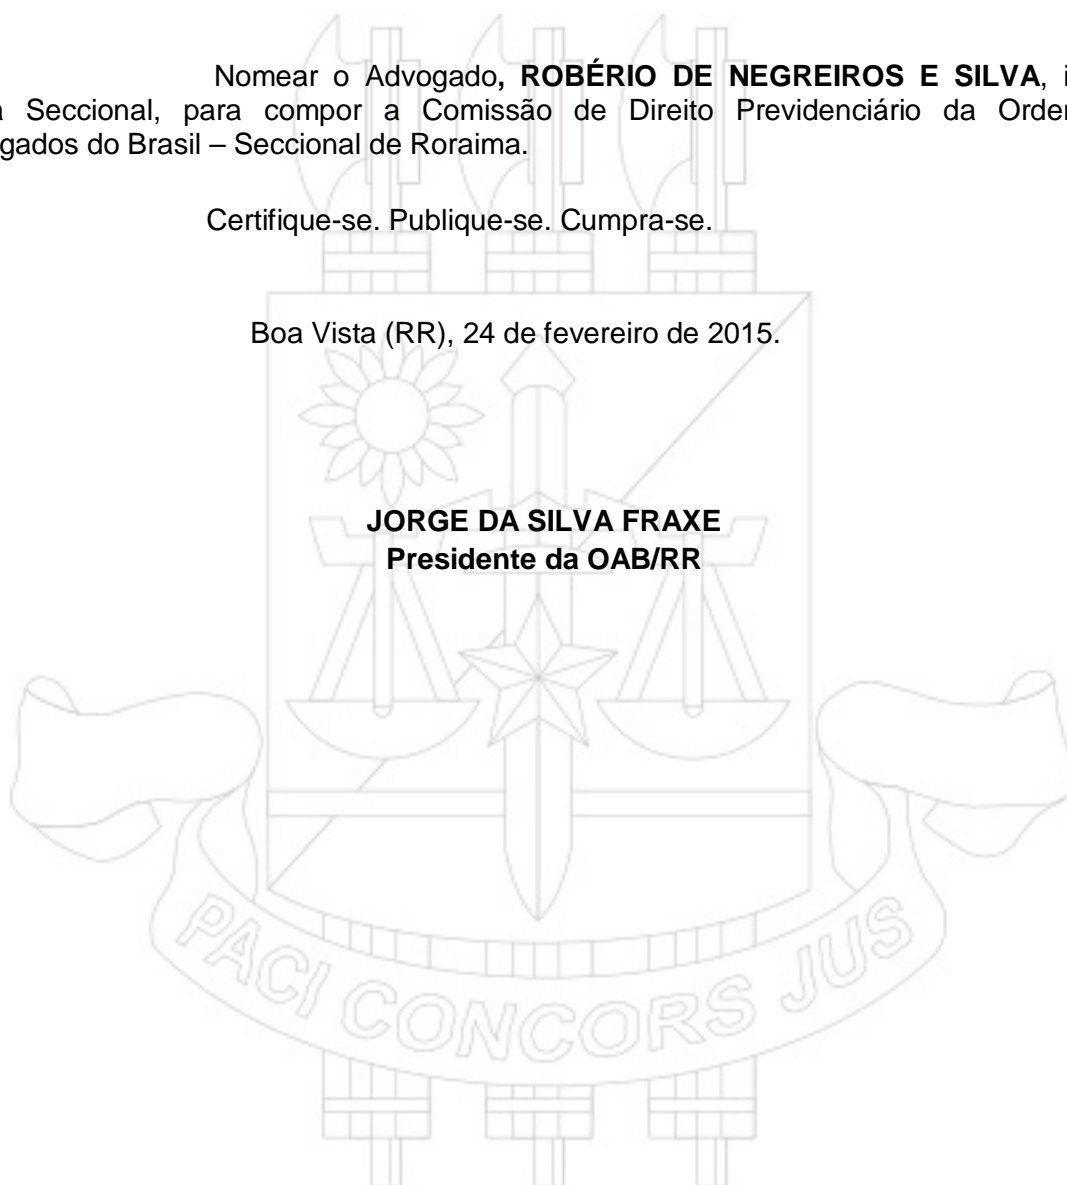 Nomear o Advogado, ROBÉRIO DE NEGREIROS E SILVA,
Seccional, para compor a Comissão de Direito Previdenciário da
do Brasil – Seccional de Roraima.
Certifique-se. Publique-se. Cumpra-se.
Boa Vista (RR), 24 de fevereiro de 2015.
JORGE DA SILVA FRAXE
Presidente da OAB/RR
PACI CONCORS JUS